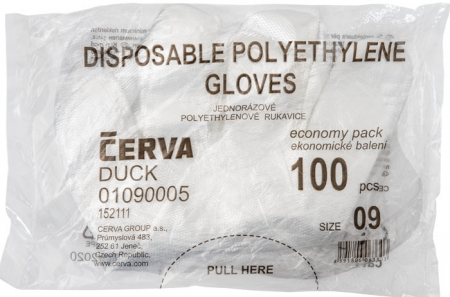 DISPOSABLE POLYETHYLENE
GLOVES
JEDNORÁZOVÉ
POLYETHYLENOVÉ RUKAVICE
economy pack
ekonomické balení
100 pcs
ČERVA
DUCK
01090005
152111
CERVA GROUP a.s.,
Průmyslová 483,
252 61 Jeneč,
Czech Republic,
www.cerva.com
SIZE 09
PULL HERE
2020